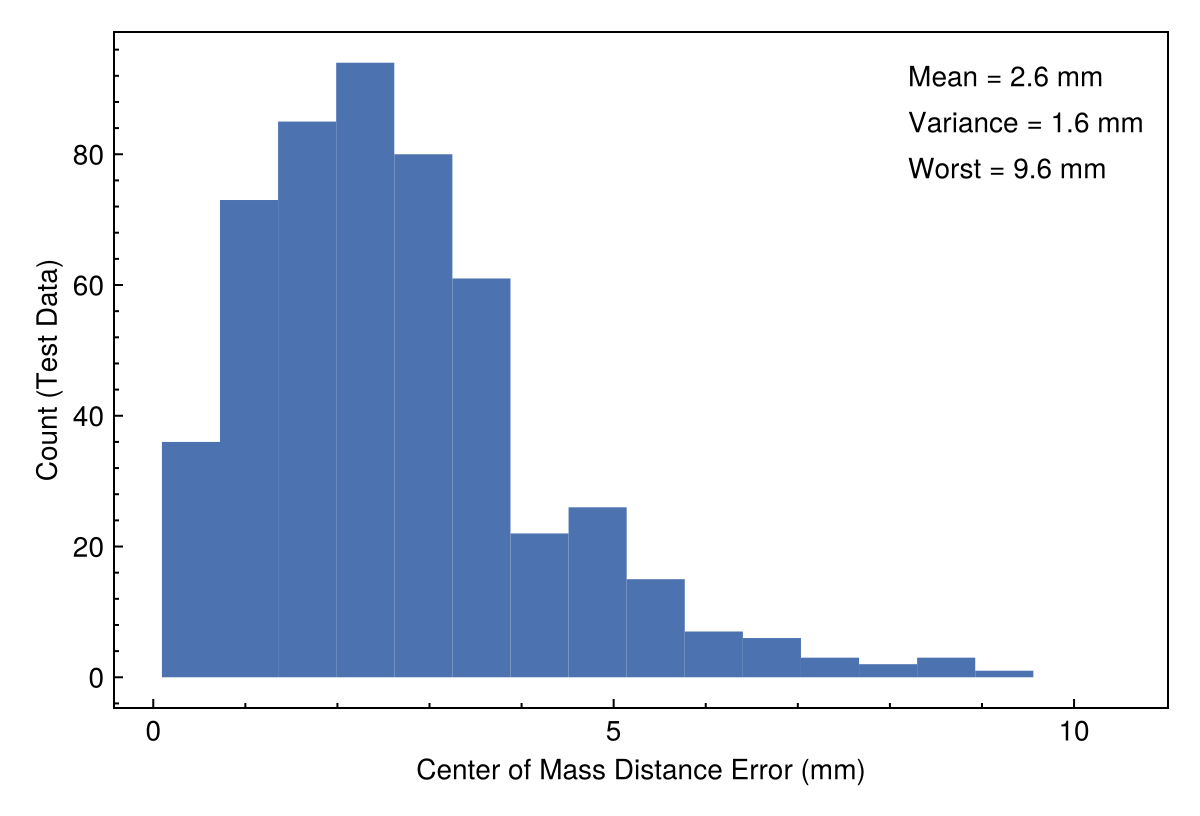 Mean = 2.6 mm
Variance = 1.6 mm
Worst = 9.6 mm
80
60
40
20
0
Count (Test Data)
0 5 10
Center of Mass Distance Error (mm)